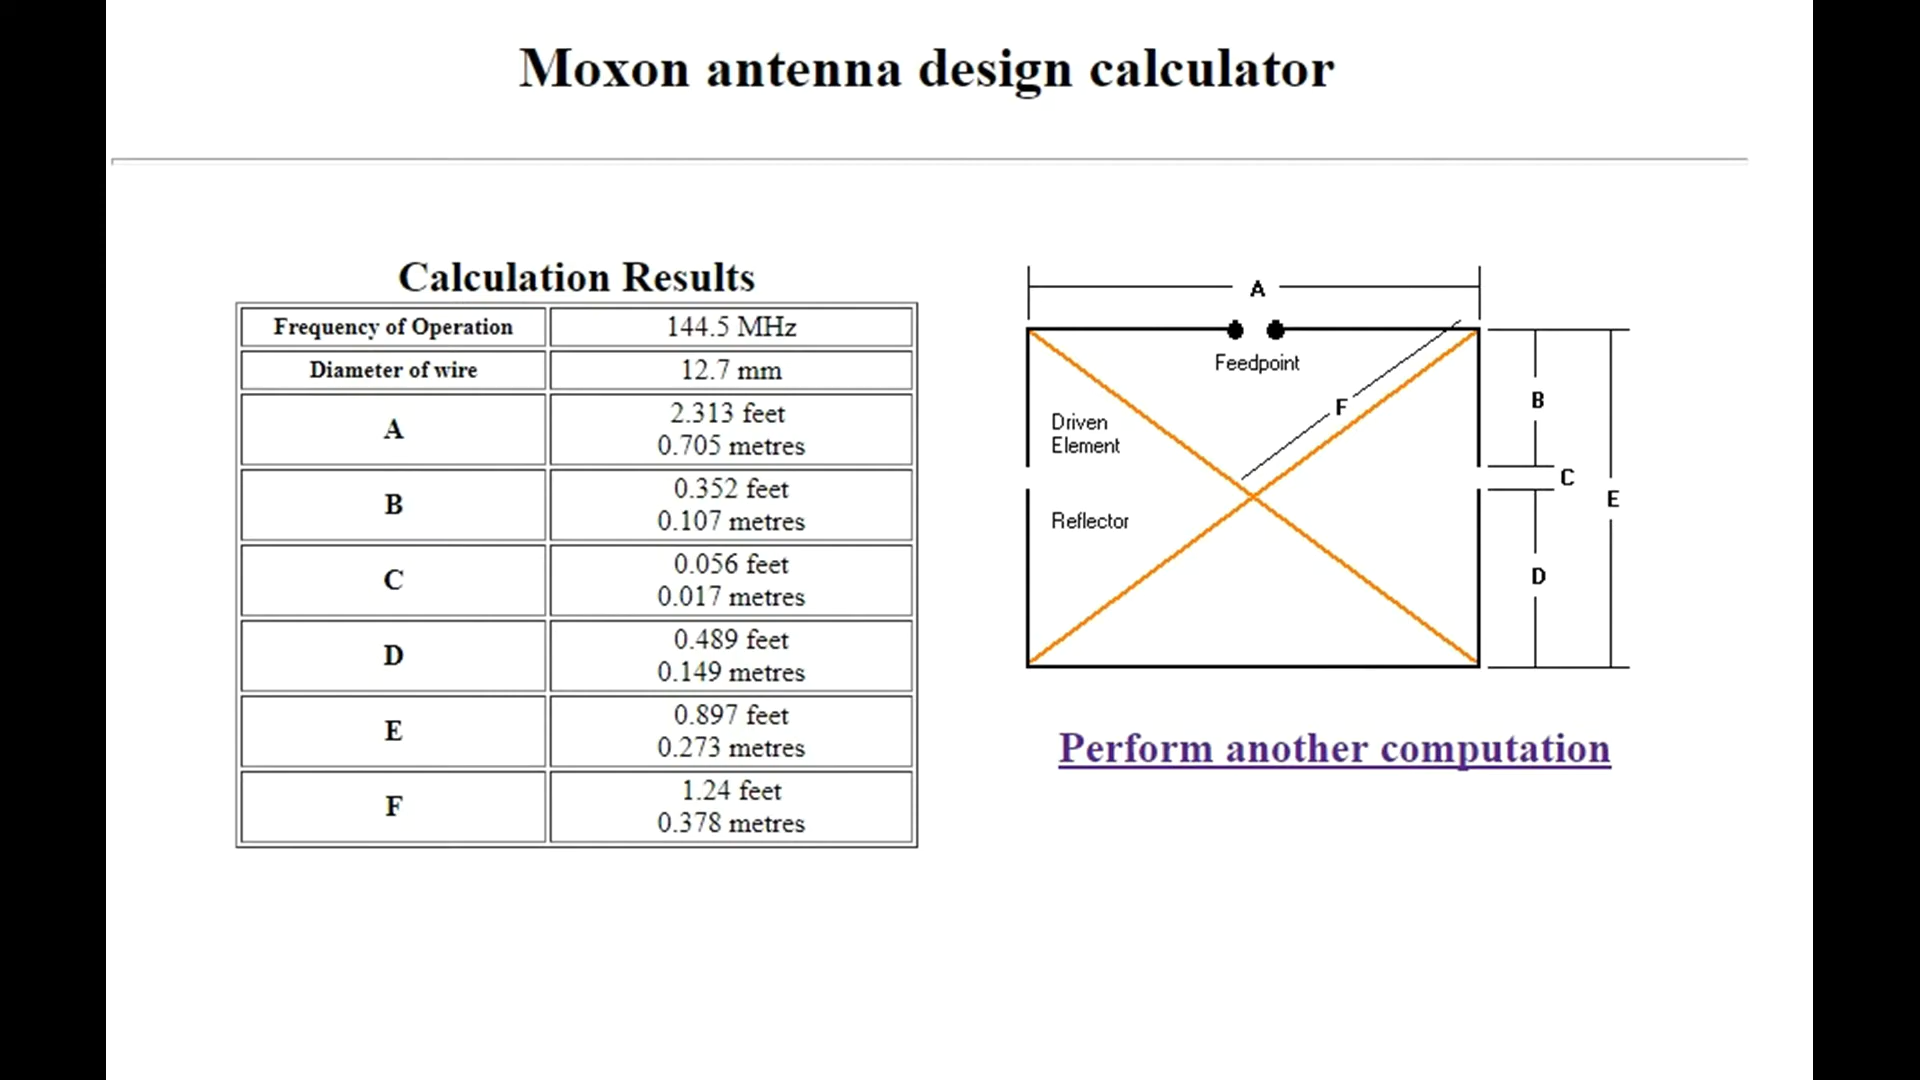 Moxon antenna design calculator
Calculation Results
Frequency of Operation 144.5 MHz
Diameter of wire 12.7 mm
A 2.313 feet
0.705 metres
B 0.352 feet
0.107 metres
C 0.056 feet
0.017 metres
D 0.489 feet
0.149 metres
E 0.897 feet
0.273 metres
F 1.24 feet
0.378 metres
A
Feedpoint
F
B
Driven
Element
C
E
Reflector
D
Perform another computation